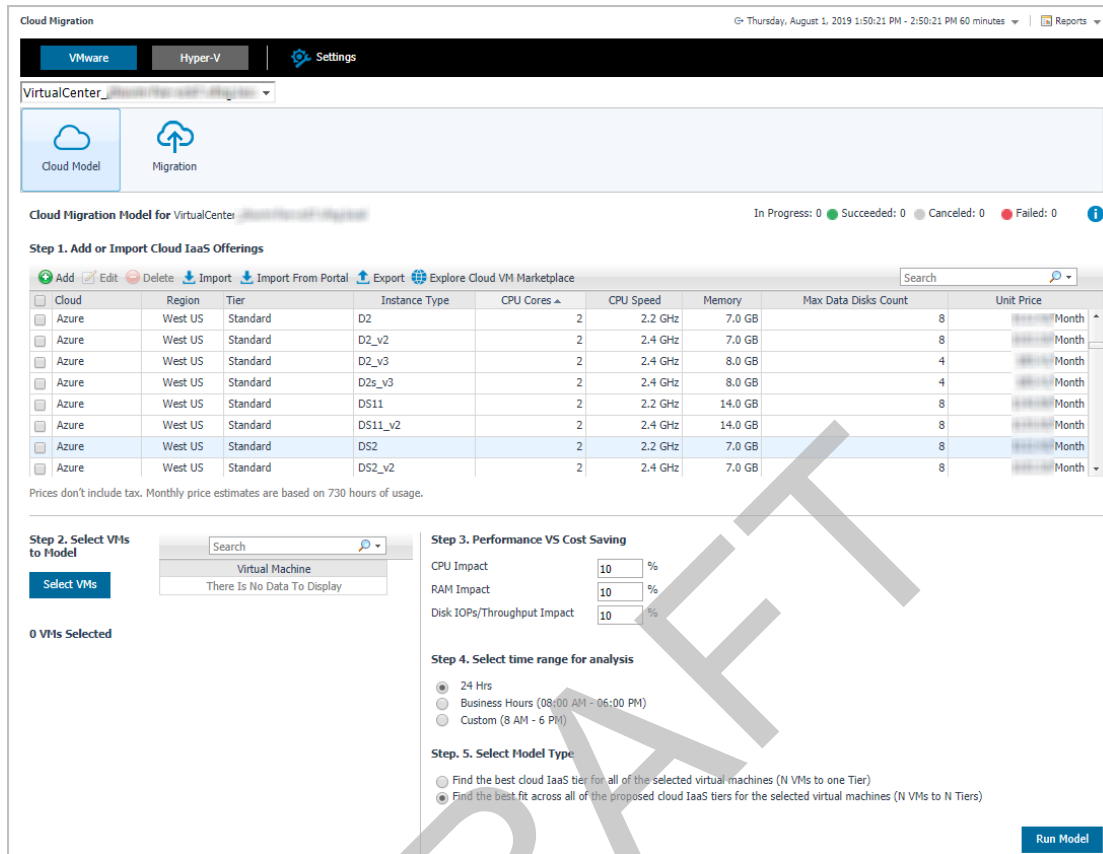 Cloud Migration
Thursday, August 1, 2019 1:50:21 PM - 2:50:21 PM 60 minutes Reports
VMware Hyper-V Settings
VirtualCenter_
Cloud Model Migration
Cloud Migration Model for VirtualCenter
In Progress: 0 Succeeded: 0 Canceled: 0 Failed: 0
Step 1. Add or Import Cloud IaaS Offerings
Add Edit Delete Import Import From Portal Export Explore Cloud VM Marketplace Search
Cloud Region Tier Instance Type CPU Cores CPU Speed Memory Max Data Disks Count Unit Price
Azure West US Standard D2 2 2.2 GHz 7.0 GB 8 Month
Azure West US Standard D2_v2 2 2.4 GHz 7.0 GB 8 Month
Azure West US Standard D2_v3 2 2.4 GHz 8.0 GB 4 Month
Azure West US Standard D2s_v3 2 2.4 GHz 8.0 GB 4 Month
Azure West US Standard DS11 2 2.2 GHz 14.0 GB 8 Month
Azure West US Standard DS11_v2 2 2.4 GHz 14.0 GB 8 Month
Azure West US Standard DS2 2 2.2 GHz 7.0 GB 8 Month
Azure West US Standard DS2_v2 2 2.4 GHz 7.0 GB 8 Month
Prices don't include tax. Monthly price estimates are based on 730 hours of usage.
Step 2. Select VMs
to Model
Select VMs
0 VMs Selected
Search
Virtual Machine
There Is No Data To Display
Step 3. Performance VS Cost Saving
CPU Impact 10 %
RAM Impact 10 %
Disk IOPs/Throughput Impact 10 %
Step 4. Select time range for analysis
24 Hrs
Business Hours (08:00 AM - 06:00 PM)
Custom (8 AM - 6 PM)
Step. 5. Select Model Type
Find the best cloud IaaS tier for all of the selected virtual machines (N VMs to one Tier)
Find the best fit across all of the proposed cloud IaaS tiers for the selected virtual machines (N VMs to N Tiers)
Run Model